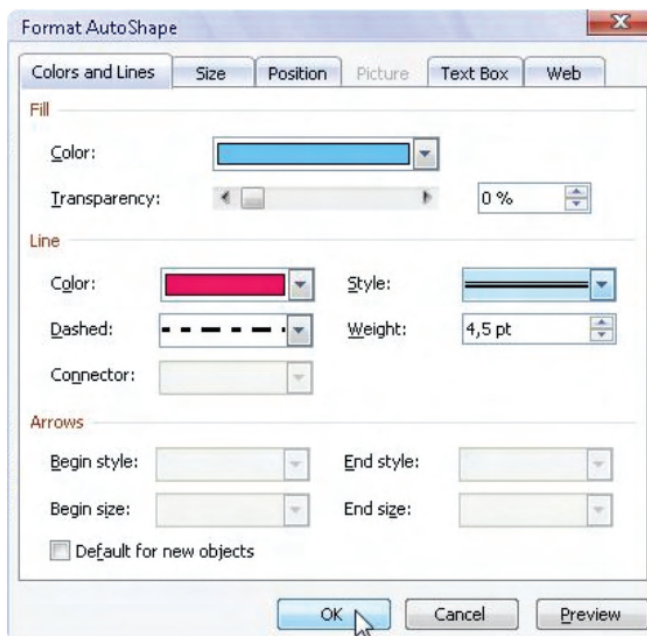 Format AutoShape
Colors and Lines Size Position Picture Text Box Web
Fill
Color:
Transparency: 0 %
Line
Color: Style:
Dashed: Weight: 4,5 pt
Connector:
Arrows
Begin style: End style:
Begin size: End size:
Default for new objects
OK Cancel Preview